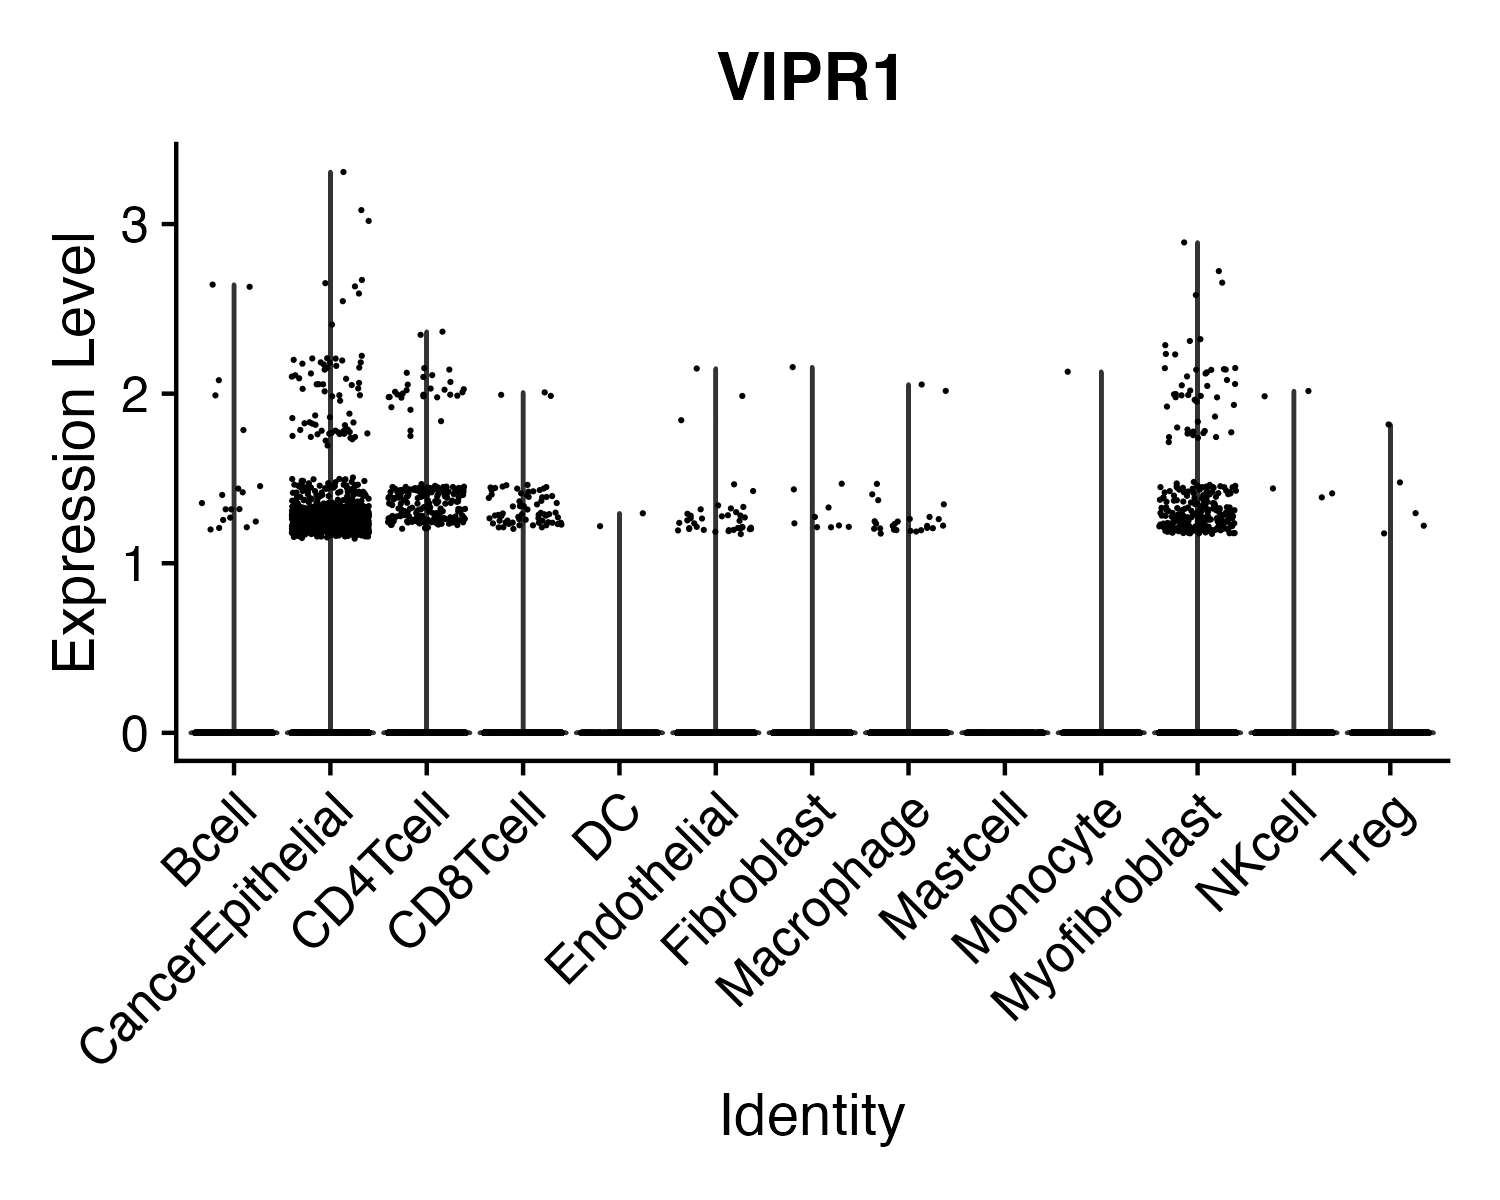 VIPR1
Expression Level
3
2
1
0
Bcell
CancerEpithelial
CD4Tcell
CD8Tcell
DC
Endothelial
Fibroblast
Macrophage
Mastcell
Monocyte
Myofibroblast
NKcell
Treg
Identity